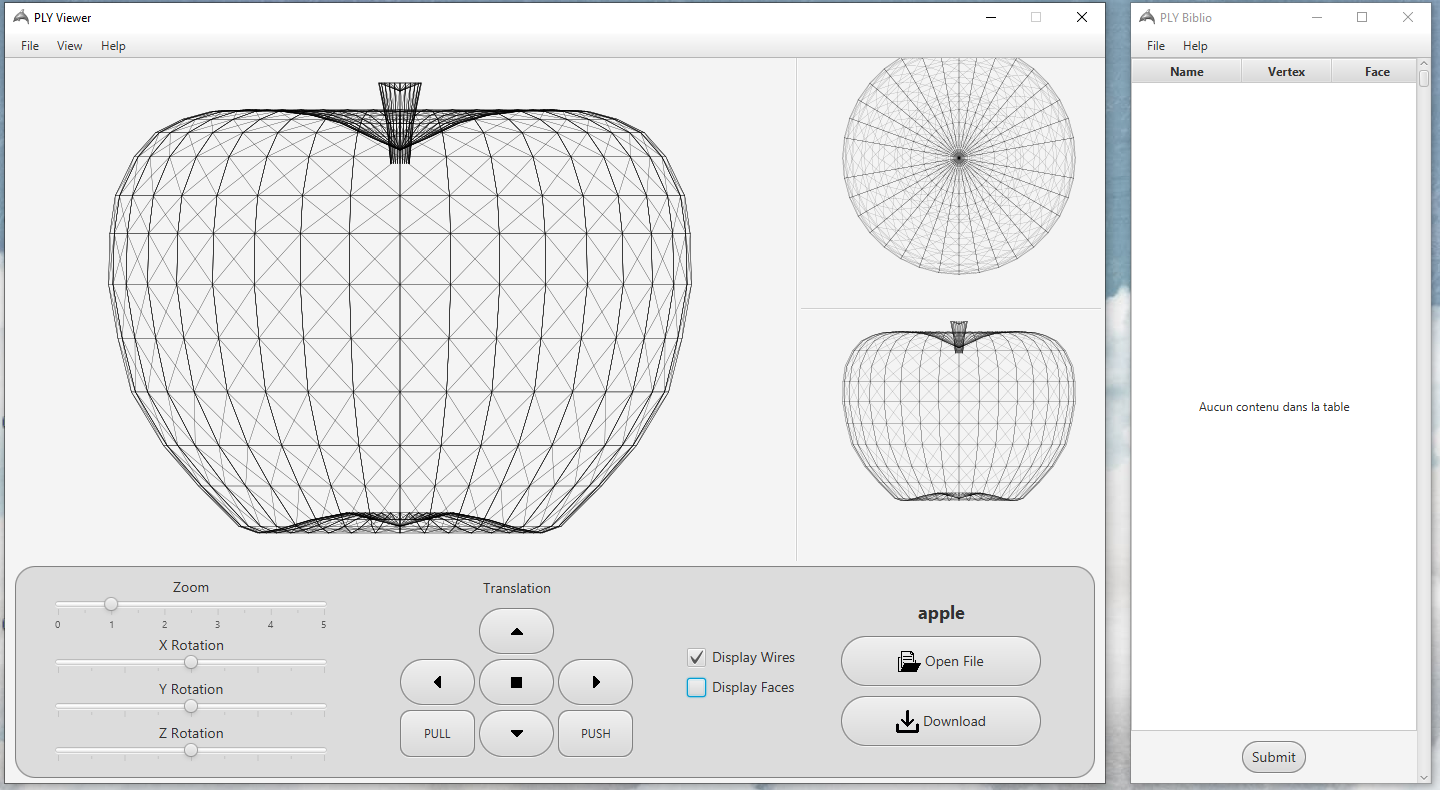 PLY Viewer
File View Help
Zoom
0 1 2 3 4 5
X Rotation
Y Rotation
Z Rotation
Translation
PULL
PUSH
Display Wires
Display Faces
apple
Open File
Download
PLY Biblio
File Help
Name Vertex Face
Aucun contenu dans la table
Submit